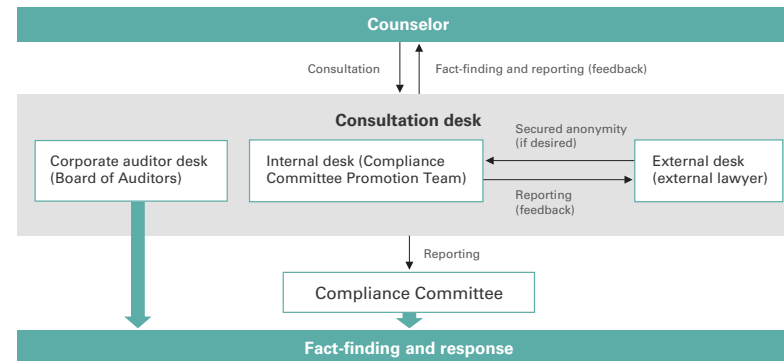 Counselor
Consultation
Fact-finding and reporting (feedback)
Consultation desk
Corporate auditor desk
(Board of Auditors)
Internal desk (Compliance
Committee Promotion Team)
Secured anonymity
(if desired)
Reporting
(feedback)
External desk
(external lawyer)
Reporting
Compliance Committee
Fact-finding and response